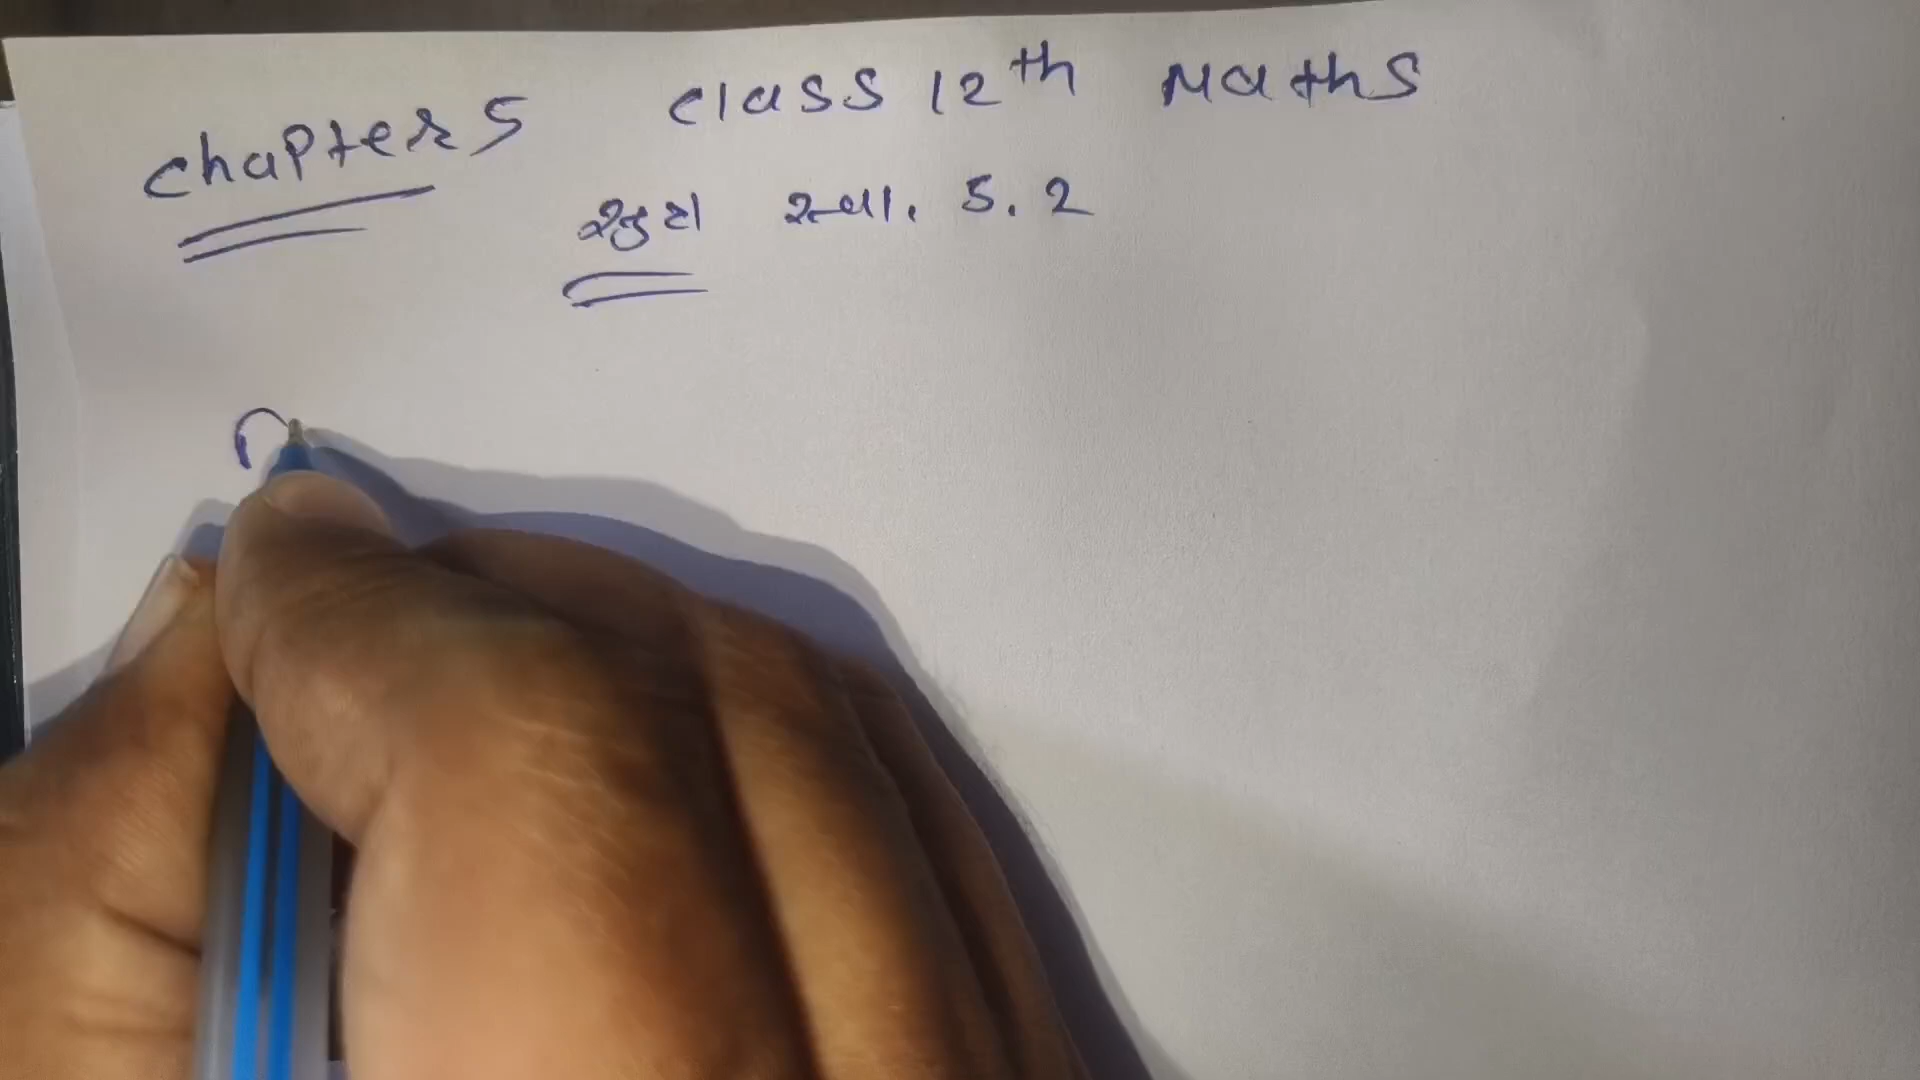 Chapter 5 Class 12th Maths
સ્વા. 5.2